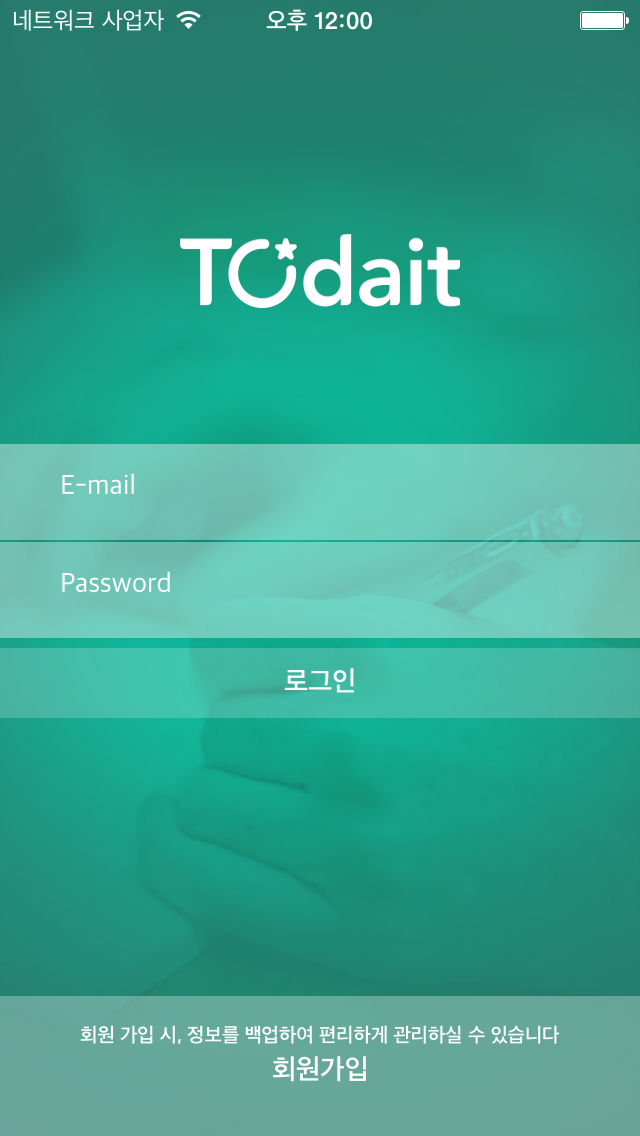 네트워크 사업자 오후 12:00
TOdait
E-mail
Password
로그인
회원 가입 시, 정보를 백업하여 편리하게 관리하실 수 있습니다
회원가입